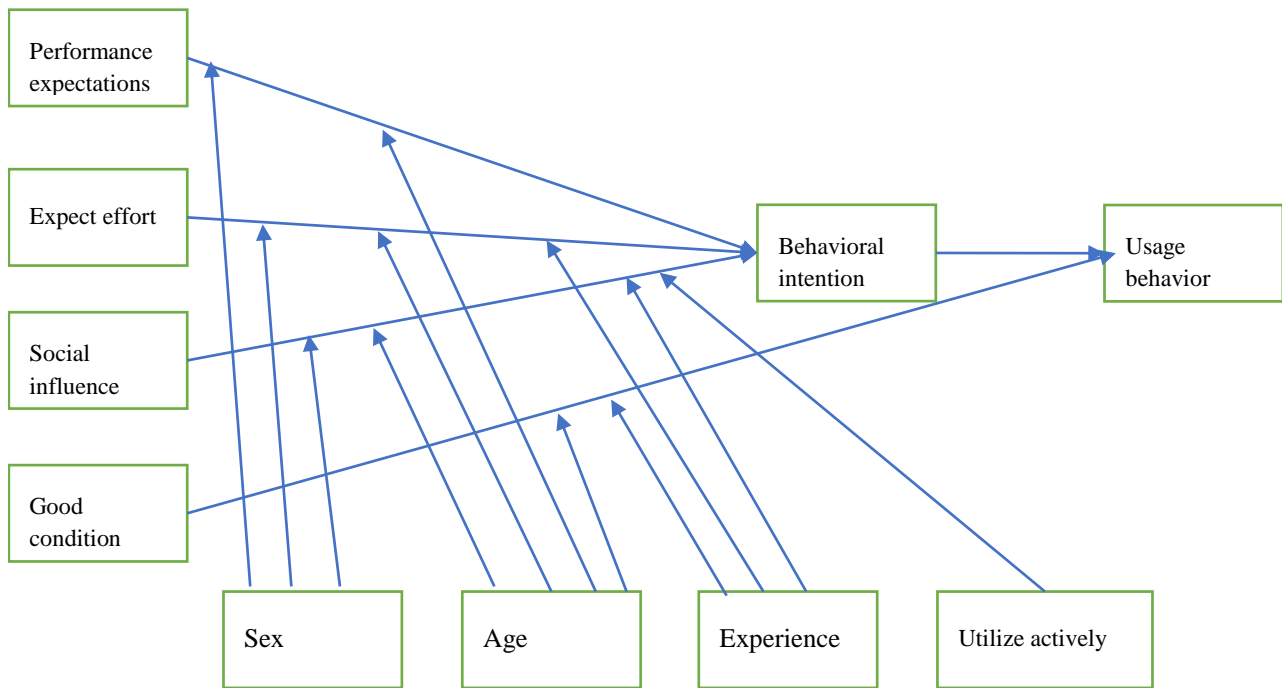 Performance
expectations
Expect effort
Behavioral
intention
Usage
behavior
Social
influence
Good
condition
Sex
Age
Experience
Utilize actively